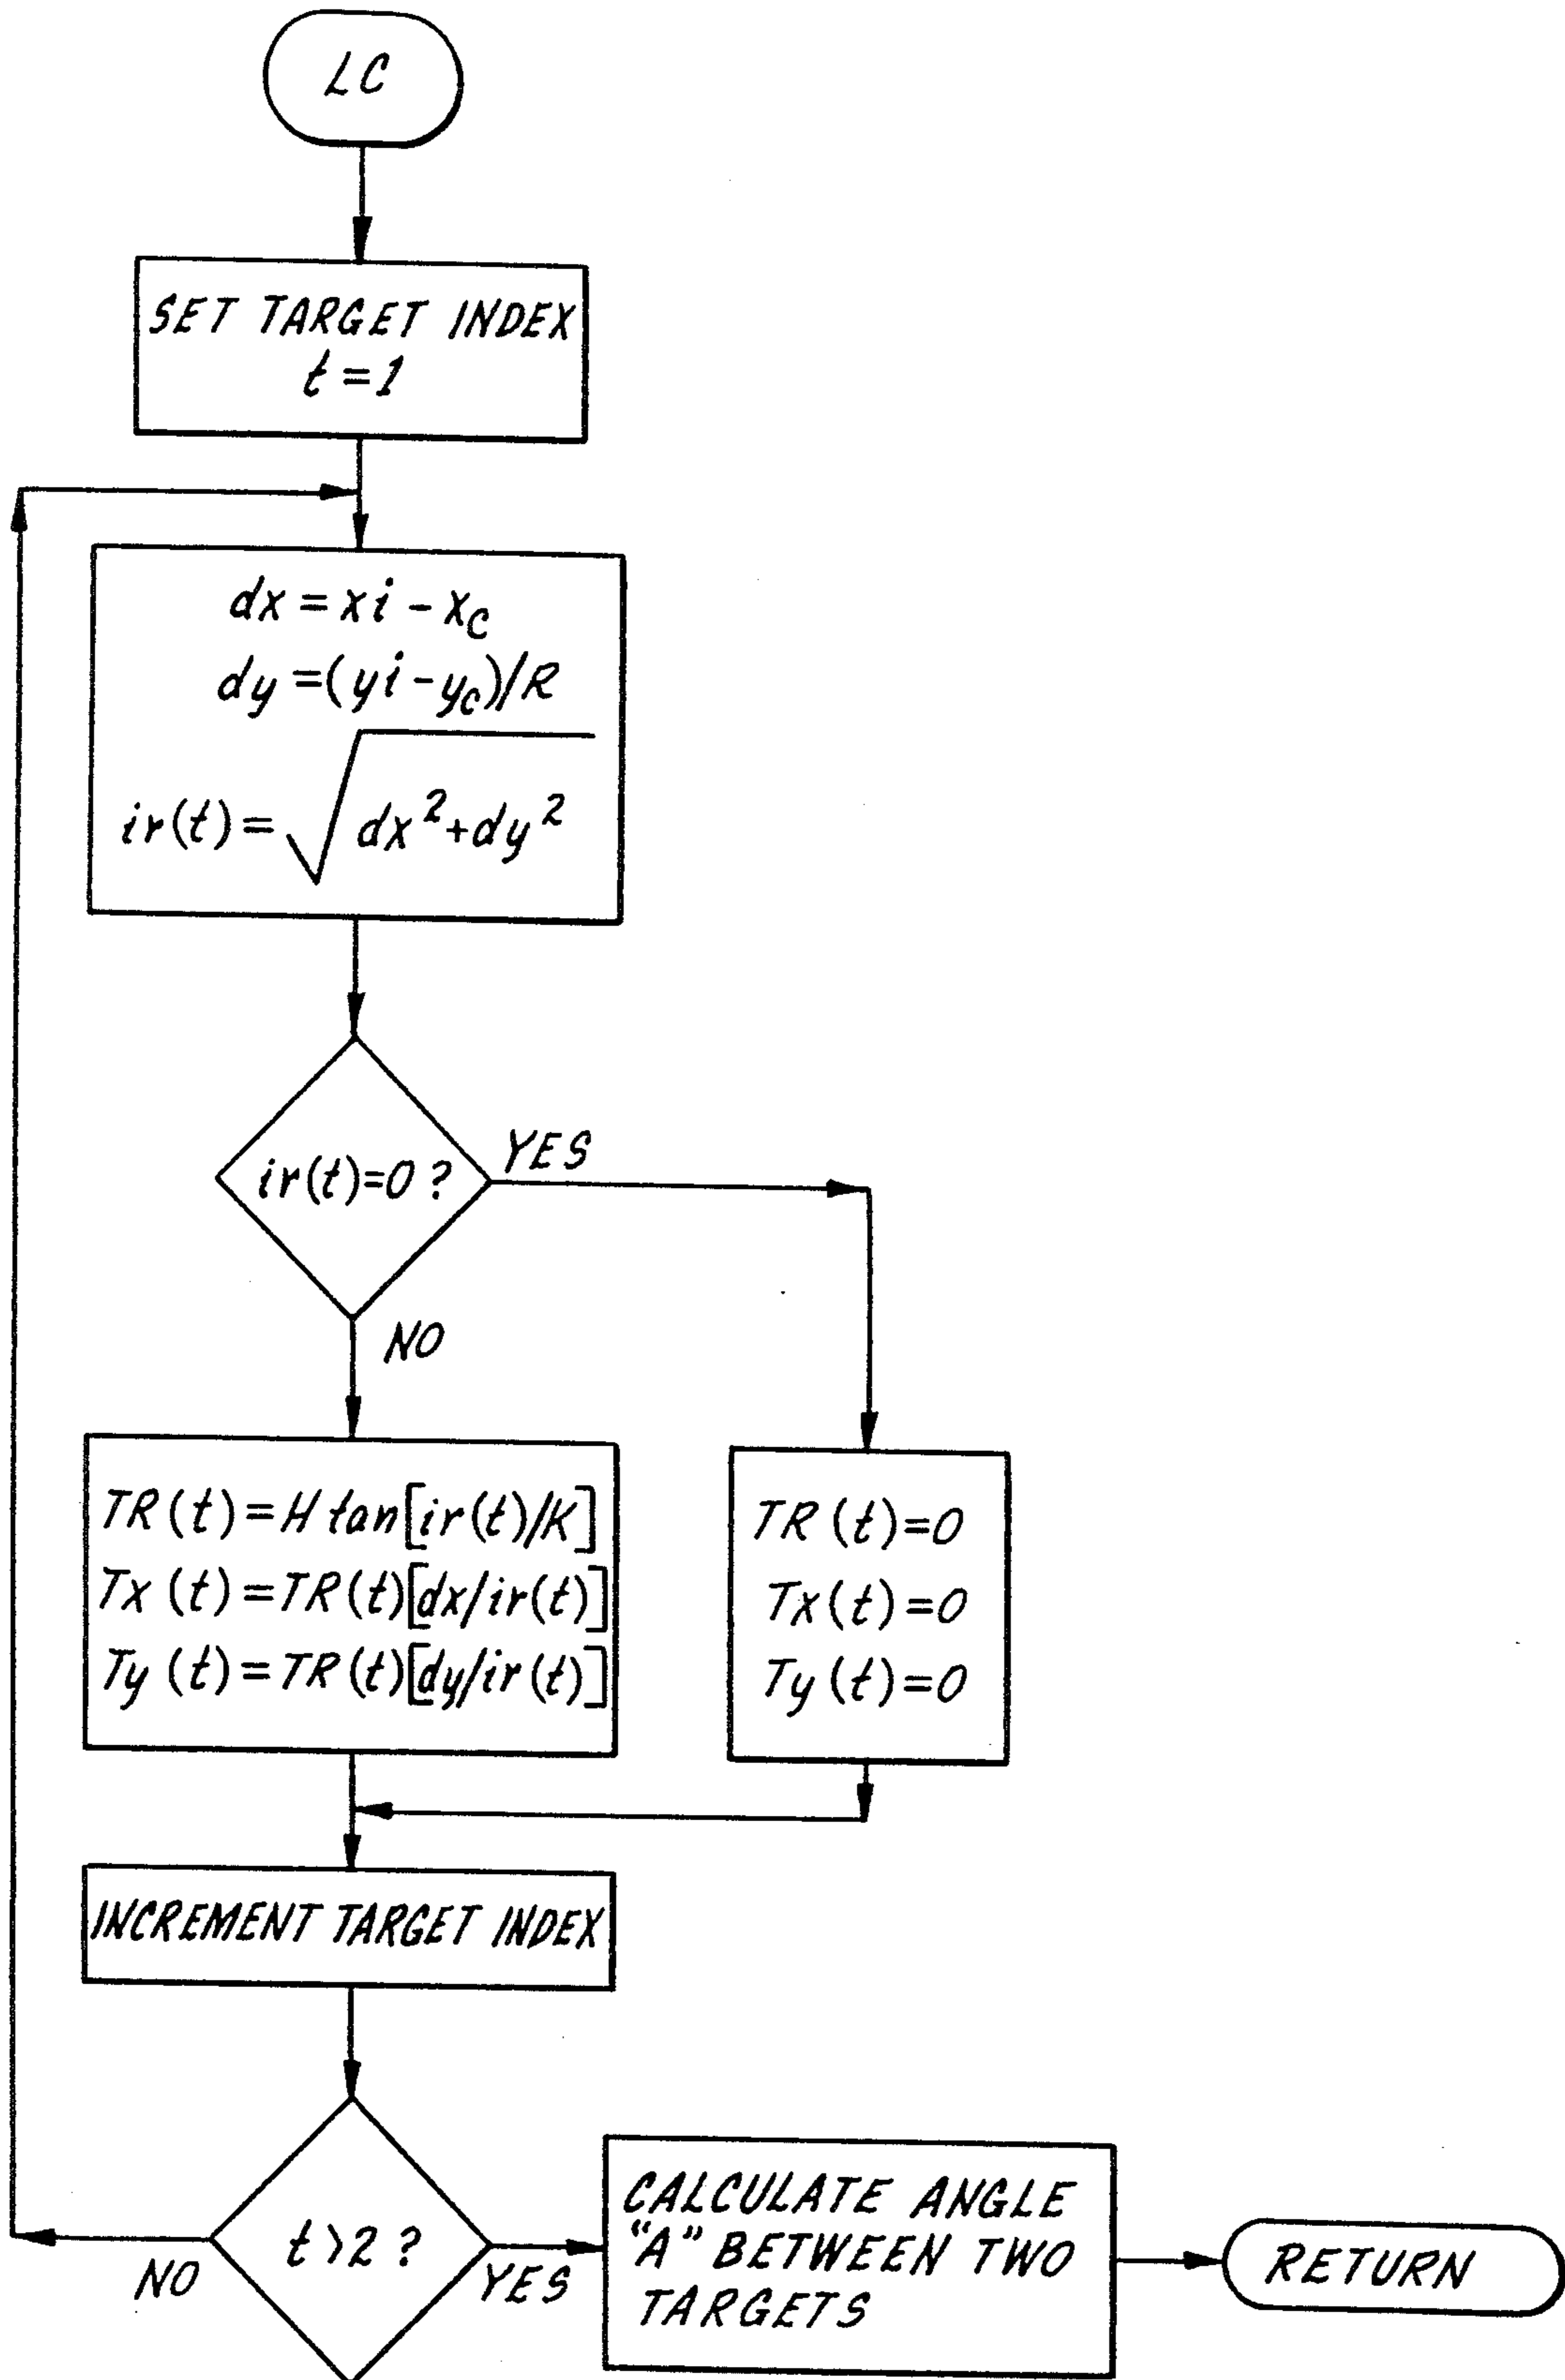 LC
SET TARGET INDEX
t=1
dx = xi - xc
dy = (yi - yc)/R
ir(t) = √dx²+dy²
ir(t)=0?
YES
NO
TR(t) = H tan[ir(t)/K]
Tx(t) = TR(t)[dx/ir(t)]
Ty(t) = TR(t)[dy/ir(t)]
TR(t)=0
Tx(t)=0
Ty(t)=0
INCREMENT TARGET INDEX
t>2?
NO
YES
CALCULATE ANGLE
"A" BETWEEN TWO
TARGETS
RETURN